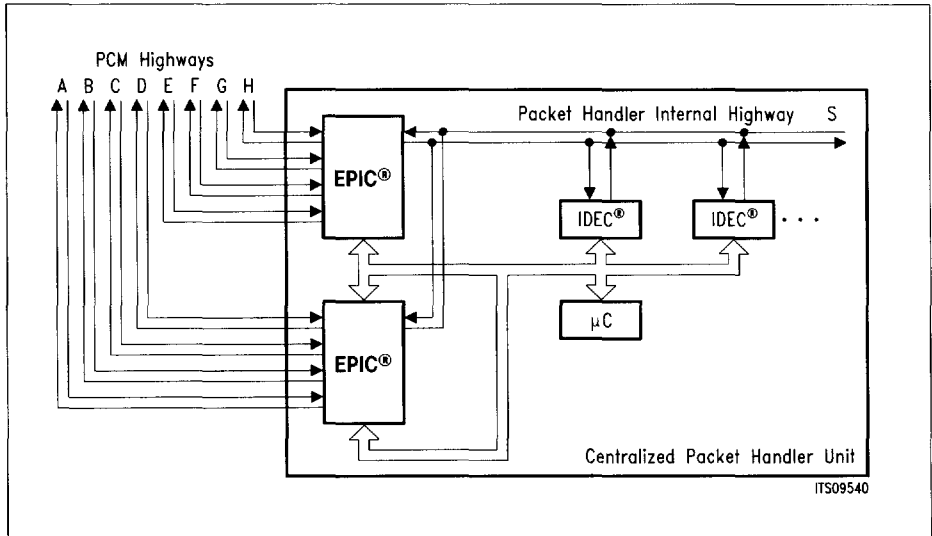 PCM Highways
A B C D E F G H
Packet Handler Internal Highway S
EPIC®
IDEC® IDEC® . . .
µC
EPIC®
Centralized Packet Handler Unit
ITS09540